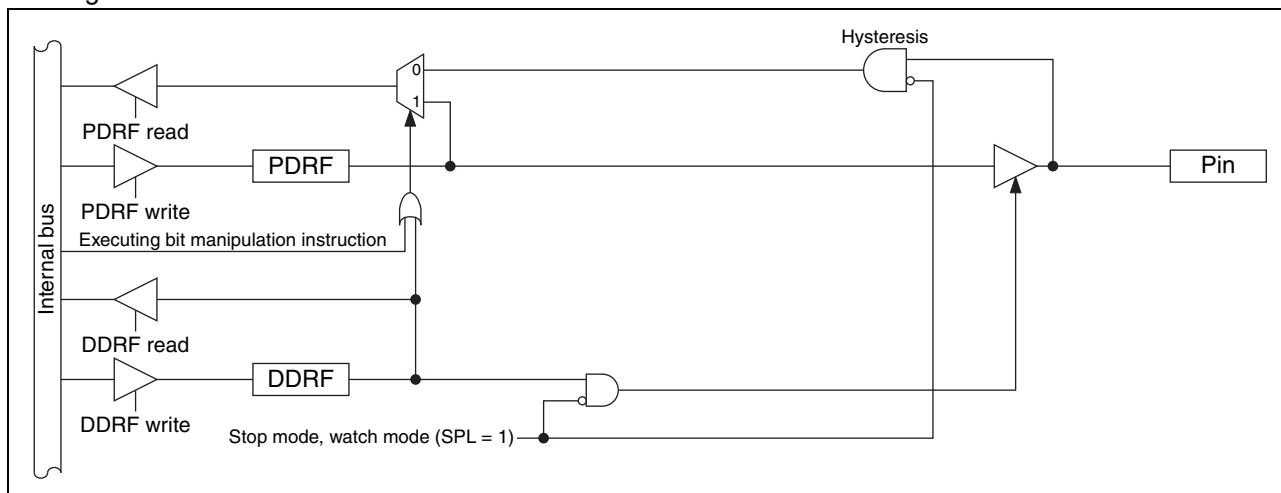 Hysteresis
0
1
PDRF read
PDRF
Pin
PDRF write
Executing bit manipulation instruction
Internal bus
DDRF read
DDRF
DDRF write
Stop mode, watch mode (SPL = 1)